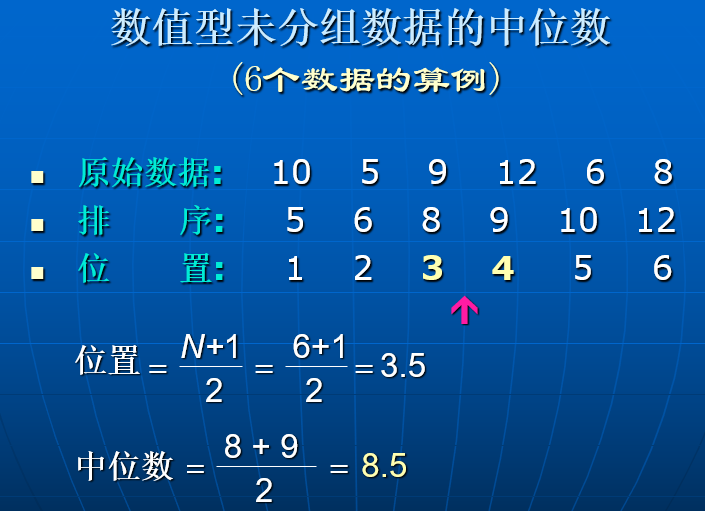 数值型未分组数据的中位数
(6个数据的算例)
原始数据: 10 5 9 12 6 8
排 序: 5 6 8 9 10 12
位 置: 1 2 3 4 5 6
位置 = N+1/2 = 6+1/2 = 3.5
中位数 = 8 + 9/2 = 8.5